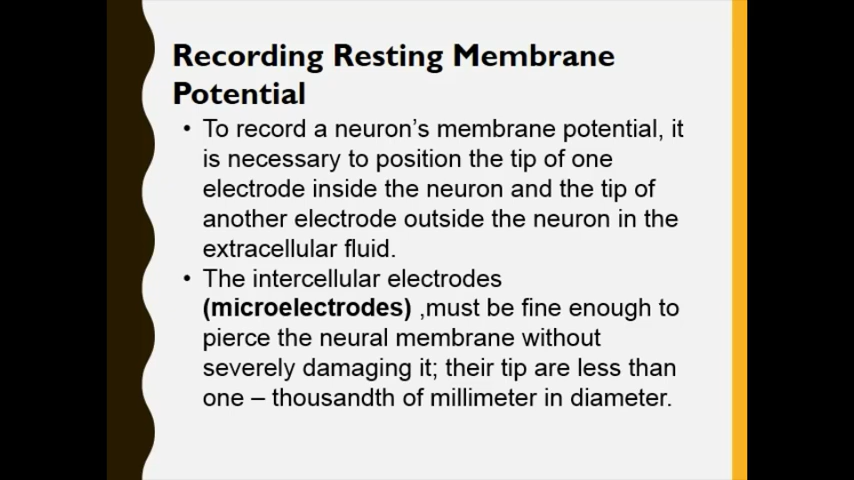 Recording Resting Membrane
Potential
• To record a neuron's membrane potential, it
is necessary to position the tip of one
electrode inside the neuron and the tip of
another electrode outside the neuron in the
extracellular fluid.
• The intercellular electrodes
(microelectrodes) ,must be fine enough to
pierce the neural membrane without
severely damaging it; their tip are less than
one – thousandth of millimeter in diameter.